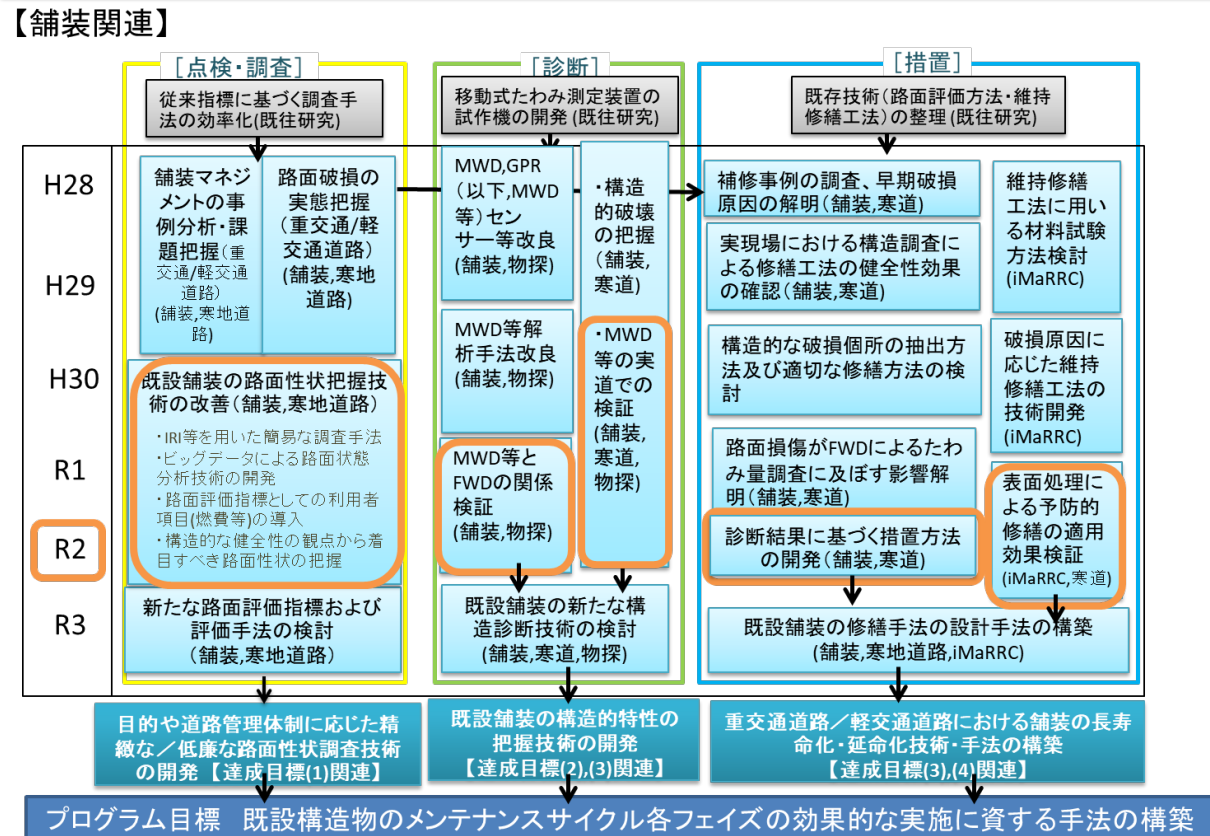 【舗装関連】
[点検・調査]
従来指標に基づく調査手
法の効率化(既往研究)
[診断]
移動式たわみ測定装置の
試作機の開発(既往研究)
[措置]
既存技術(路面評価方法・維持
修繕工法)の整理(既往研究)
H28
H29
H30
R1
R2
R3
舗装マネジ
メントの事
例分析・課
題把握(重
交通/軽交通
道路)
(舗装,寒地道
路)
路面破損の
実態把握
(重交通/軽
交通道路)
(舗装,寒地
道路)
既設舗装の路面性状把握技
術の改善(舗装,寒地道路)
・IRI等を用いた簡易な調査手法
・ビッグデータによる路面状態
分析技術の開発
・路面評価指標としての利用者
項目(燃費等)の導入
・構造的な健全性の観点から着
目すべき路面性状の把握
新たな路面評価指標および
評価手法の検討
(舗装,寒地道路)
MWD,GPR
(以下,MWD
等)セン
サー等改良
(舗装,物探)
MWD等解
析手法改良
(舗装,物探)
MWD等と
FWDの関係
検証
(舗装,物探)
・構造
的破壊
の把握
(舗装,
寒道)
・MWD
等の実
道での
検証
(舗装,
寒道,
物探)
既設舗装の新たな構
造診断技術の検討
(舗装,寒道,物探)
補修事例の調査、早期破損
原因の解明(舗装,寒道)
実現場における構造調査に
よる修繕工法の健全性効果
の確認(舗装,寒道)
構造的な破損個所の抽出方
法及び適切な修繕方法の検
討
路面損傷がFWDによるたわ
み量調査に及ぼす影響解
明(舗装,寒道)
診断結果に基づく措置方法
の開発(舗装,寒道)
維持修繕
工法に用い
る材料試験
方法検討
(iMaRRC)
破損原因に
応じた維持
修繕工法の
技術開発
(iMaRRC)
表面処理に
よる予防的
修繕の適用
効果検証
(iMaRRC,寒道)
既設舗装の修繕手法の設計手法の構築
(舗装,寒地道路,iMaRRC)
目的や道路管理体制に応じた精
緻な/低廉な路面性状調査技術
の開発【達成目標(1)関連】
既設舗装の構造的特性の
把握技術の開発
【達成目標(2),(3)関連】
重交通道路/軽交通道路における舗装の長寿
命化・延命化技術・手法の構築
【達成目標(3),(4)関連】
プログラム目標　既設構造物のメンテナンスサイクル各フェイズの効果的な実施に資する手法の構築